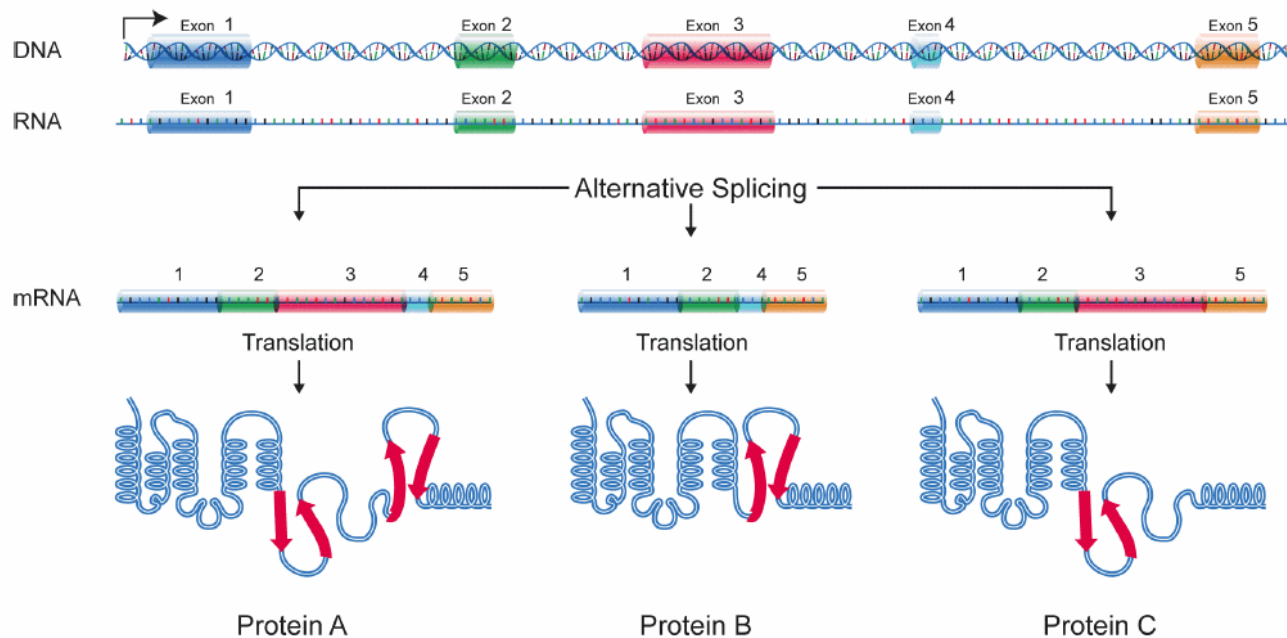 Exon 1 Exon 2 Exon 3 Exon 4 Exon 5
DNA
Exon 1 Exon 2 Exon 3 Exon 4 Exon 5
RNA
Alternative Splicing
1 2 3 4 5 1 2 4 5 1 2 3 5
mRNA
Translation Translation Translation
Protein A Protein B Protein C